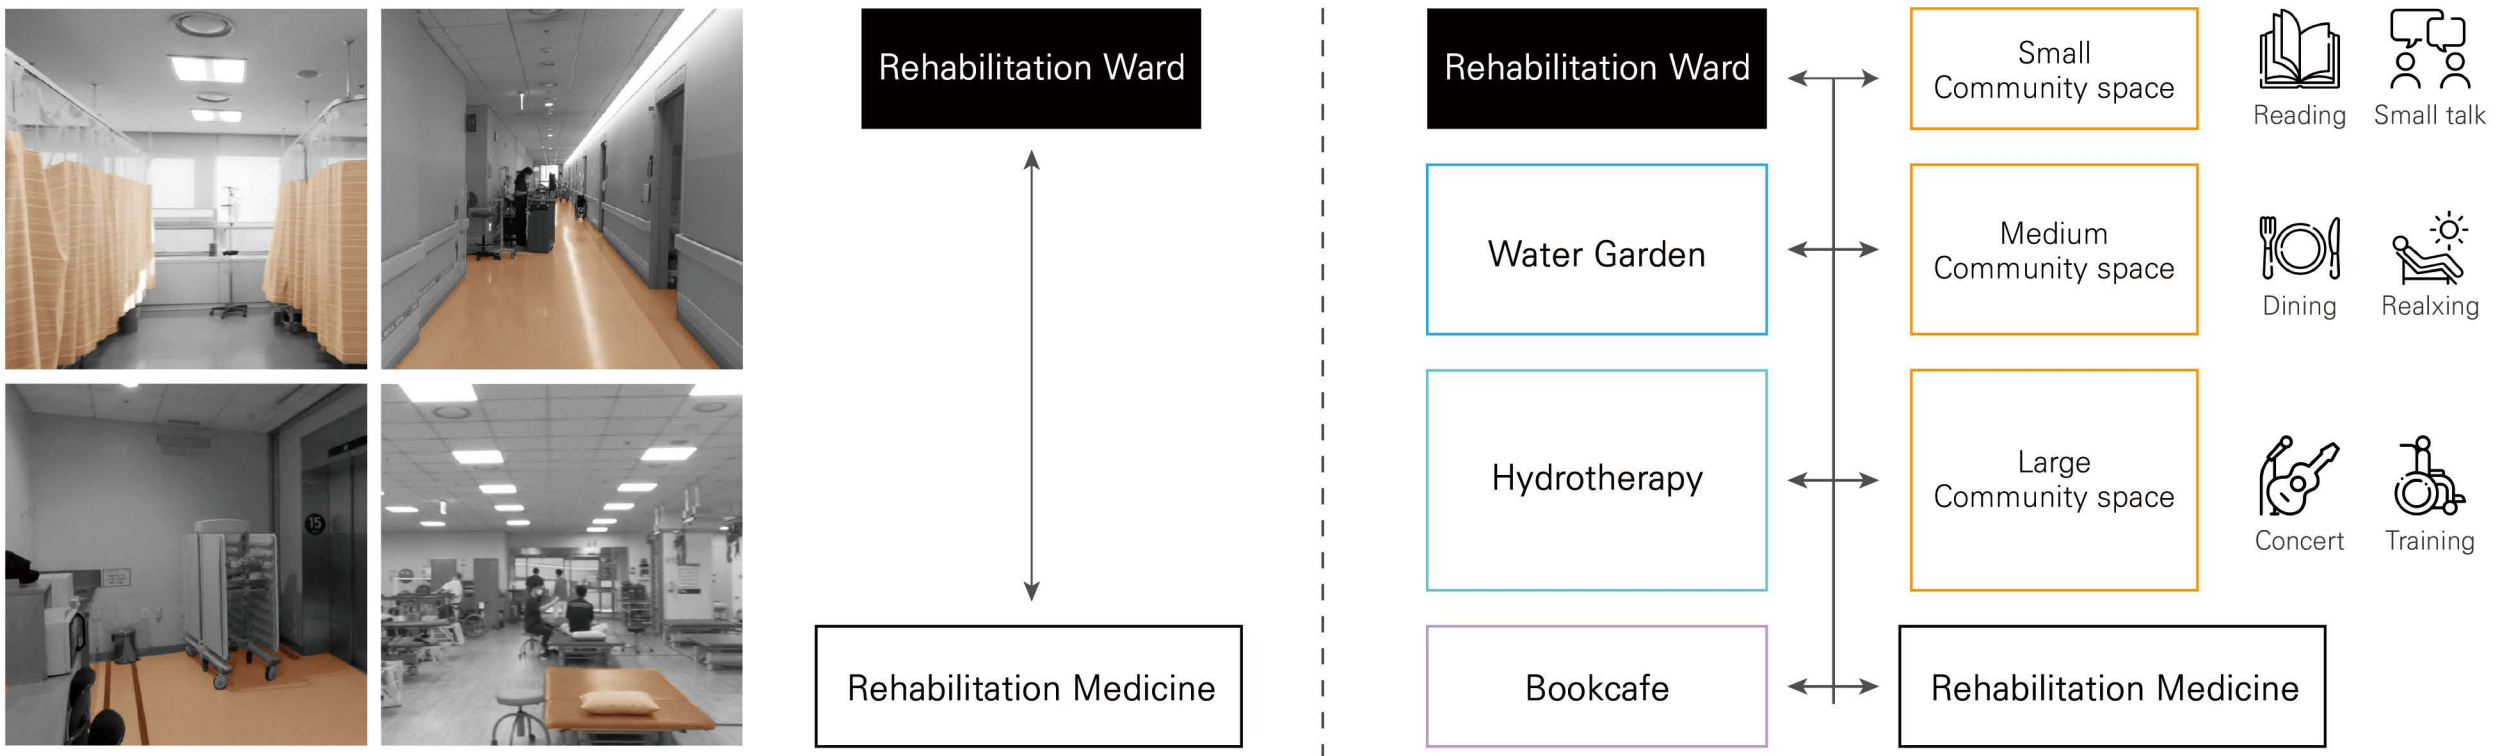 Rehabilitation Ward
Rehabilitation Medicine
15
Rehabilitation Ward
Small
Community space
Reading
Small talk
Water Garden
Medium
Community space
Dining
Realxing
Hydrotherapy
Large
Community space
Concert
Training
Bookcafe
Rehabilitation Medicine